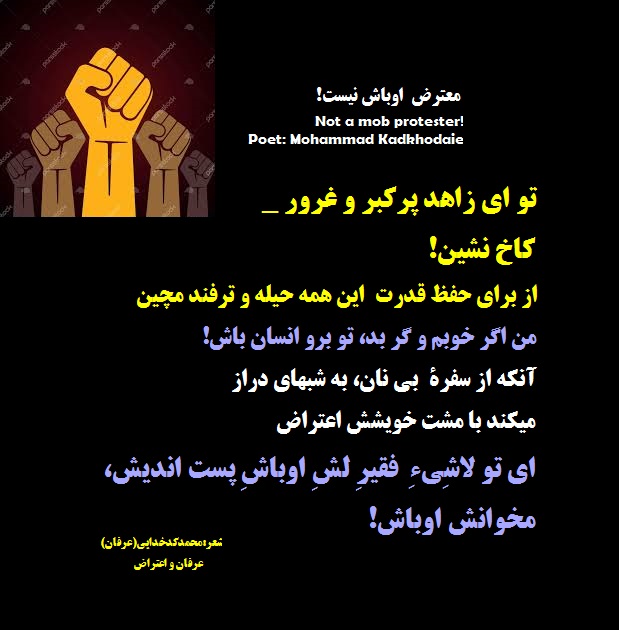 معترض اوباش نیست!
Not a mob protester!
Poet: Mohammad Kadkhodaie
تو ای زاهد پرکبر و غرور _
کاخ نشین!
از برای حفظ قدرت این همه حیله و ترفند مچین
من اگر خوبم و گر بد، تو برو انسان باش!
آنکه از سفرهٔ بی نان، به شبهای دراز
میکند با مشت خویشش اعتراض
ای تو لاشِیءِ فقیرِ لشِ اوباشِ پست اندیش،
مخوانش اوباش!
شعر:محمدکدخدایی(عرفان)
عرفان و اعتراض